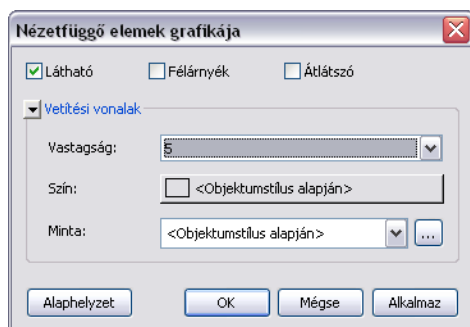 Nézetfüggő elemek grafikája
Látható Félárnyék Átlátszó
Vetítési vonalak
Vastagság: 5
Szín: <Objektumstílus alapján>
Minta: <Objektumstílus alapján> ...
Alaphelyzet OK Mégse Alkalmaz